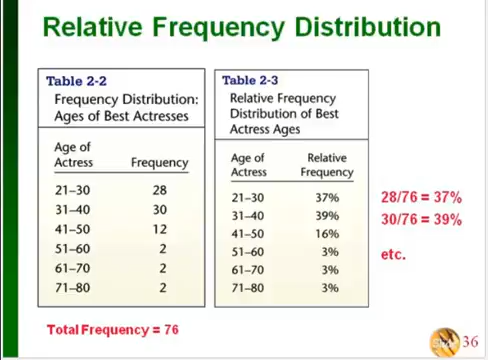 Relative Frequency Distribution
Table 2-2
Frequency Distribution:
Ages of Best Actresses
Age of
Actress Frequency
21–30 28
31–40 30
41–50 12
51–60 2
61–70 2
71–80 2
Table 2-3
Relative Frequency
Distribution of Best
Actress Ages
Age of Relative
Actress Frequency
21–30 37%
31–40 39%
41–50 16%
51–60 3%
61–70 3%
71–80 3%
28/76 = 37%
30/76 = 39%
etc.
Total Frequency = 76
Slide 36